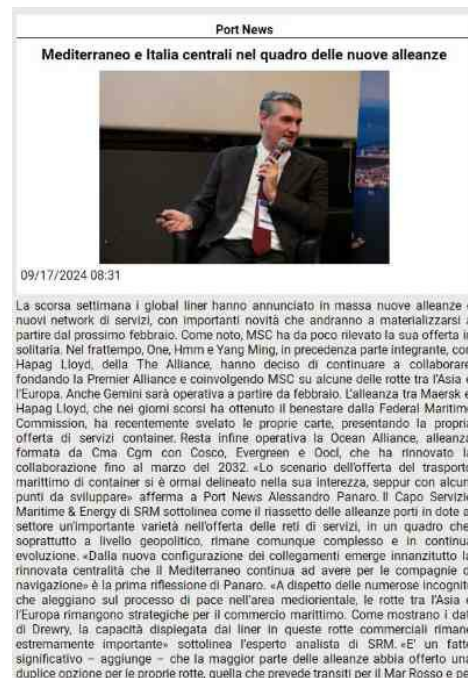 Port News
Mediterraneo e Italia centrali nel quadro delle nuove alleanze
09/17/2024 08:31
La scorsa settimana i global liner hanno annunciato in massa nuove alleanze e
nuovi network di servizi, con importanti novità che andranno a materializzarsi a
partire dal prossimo febbraio. Come noto, MSC ha da poco rilevato la sua offerta in
solitaria. Nel frattempo, One, Hmm e Yang Ming, in precedenza parte integrante, con
Hapag Lloyd, della The Alliance, hanno deciso di continuare a collaborare
fondando la Premier Alliance e coinvolgendo MSC su alcune delle rotte tra l'Asia e
l'Europa. Anche Gemini sarà operativa a partire da febbraio. L'alleanza tra Maersk e
Hapag Lloyd, che nei giorni scorsi ha ottenuto il benestare dalla Federal Maritime
Commission, ha recentemente svelato le proprie carte, presentando la propria
offerta di servizi container. Resta infine operativa la Ocean Alliance, alleanza
formata da Cma Cgm con Cosco, Evergreen e Oocl, che ha rinnovato la
collaborazione fino al marzo del 2032. «Lo scenario dell'offerta del trasporto
marittimo di container si è ormai delineato nella sua interezza, seppur con alcuni
punti da sviluppare» afferma a Port News Alessandro Panaro. Il Capo Servizio
Maritime & Energy di SRM sottolinea come il riassetto delle alleanze porti in dote al
settore un'importante varietà nell'offerta delle reti di servizi, in un quadro che,
soprattutto a livello geopolitico, rimane comunque complesso e in continua
evoluzione. «Dalla nuova configurazione dei collegamenti emerge innanzitutto la
rinnovata centralità che il Mediterraneo continua ad avere per le compagnie di
navigazione» è la prima riflessione di Panaro. «A dispetto delle numerose incognite
che aleggiano sul processo di pace nell'area mediorientale, le rotte tra l'Asia e
l'Europa rimangono strategiche per il commercio marittimo. Come mostrano i dati
di Drewry, la capacità dispiegata dai liner in queste rotte commerciali rimane
estremamente importante» sottolinea l'esperto analista di SRM. «E' un fatto
significativo – aggiunge – che la maggior parte delle alleanze abbia offerto una
duplice opzione per le proprie rotte, quella che prevede transiti per il Mar Rosso e per